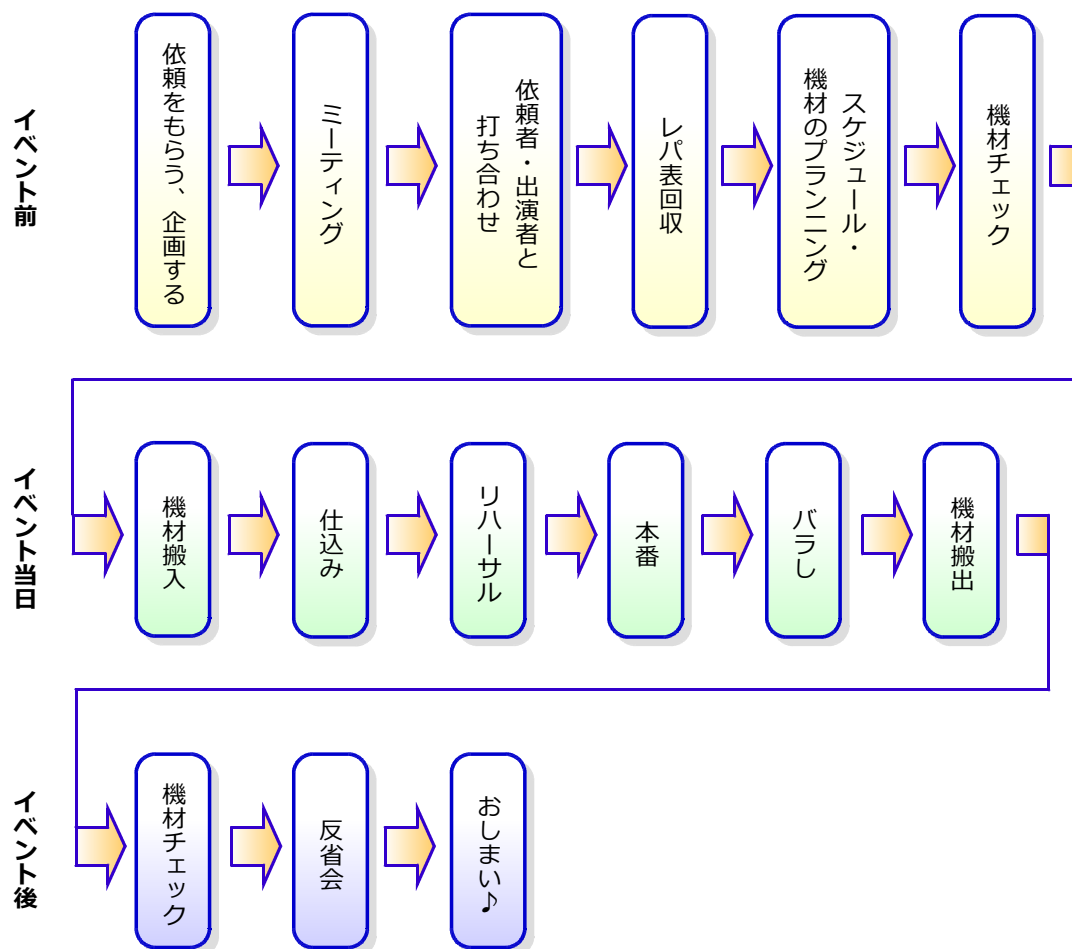 イベント前
依頼をもらう、企画する
ミーティング
依頼者・出演者と
打ち合わせ
レパ表回収
スケジュール・
機材のプランニング
機材チェック
イベント当日
機材搬入
仕込み
リハーサル
本番
バラし
機材搬出
イベント後
機材チェック
反省会
おしまい♪